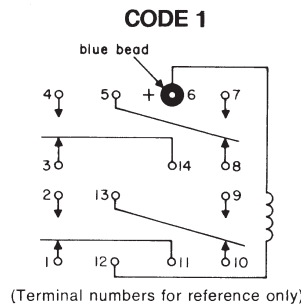 CODE 1
blue bead
4 5 + 6 7
3 14 8
2 13 9
1 12 11 10
(Terminal numbers for reference only)